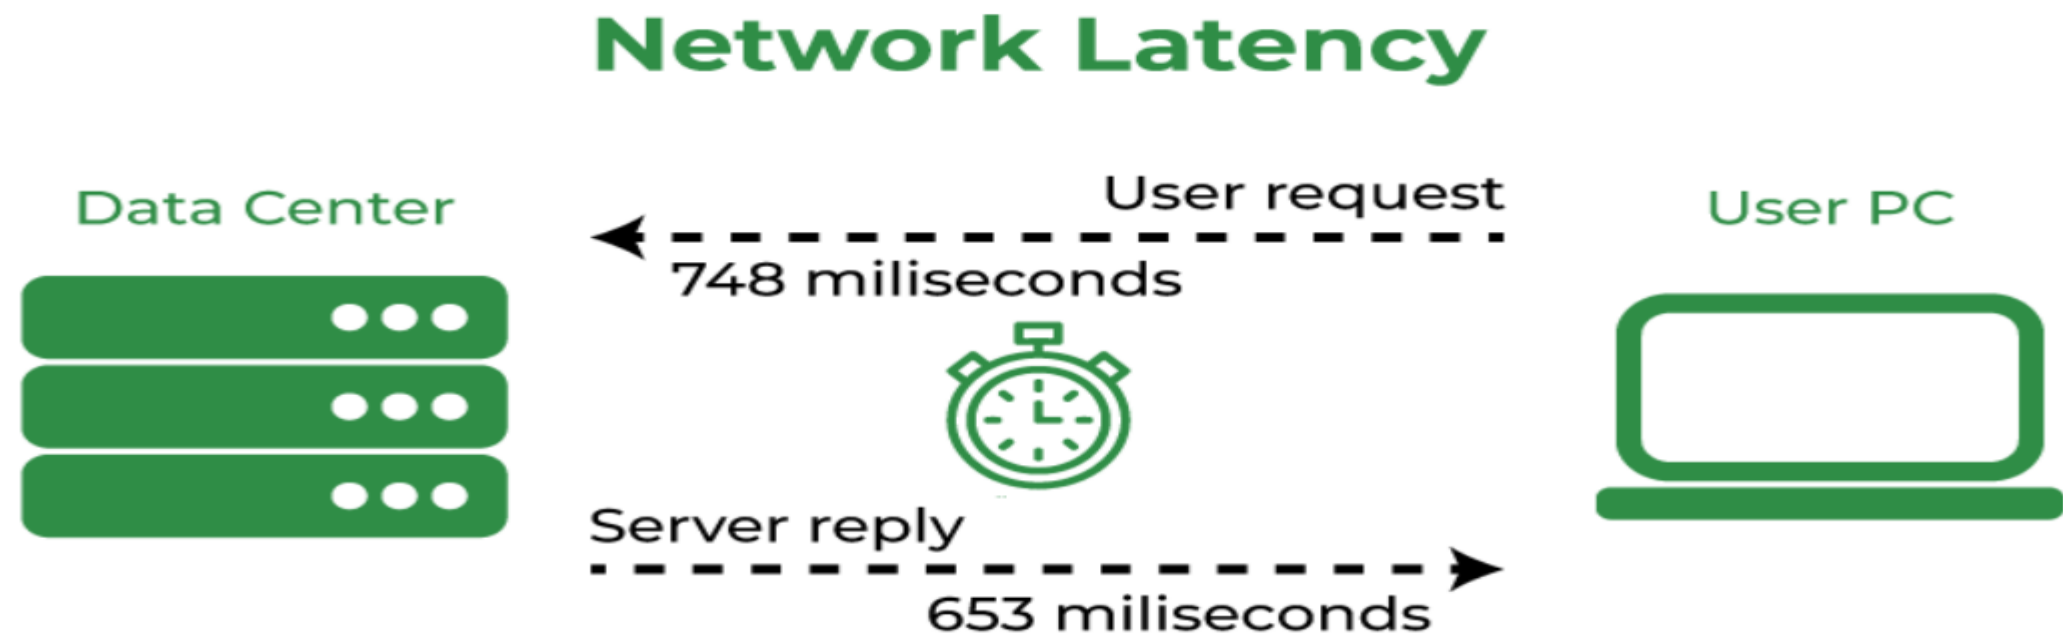 Network Latency
Data Center
User request
User PC
748 miliseconds
Server reply
653 miliseconds